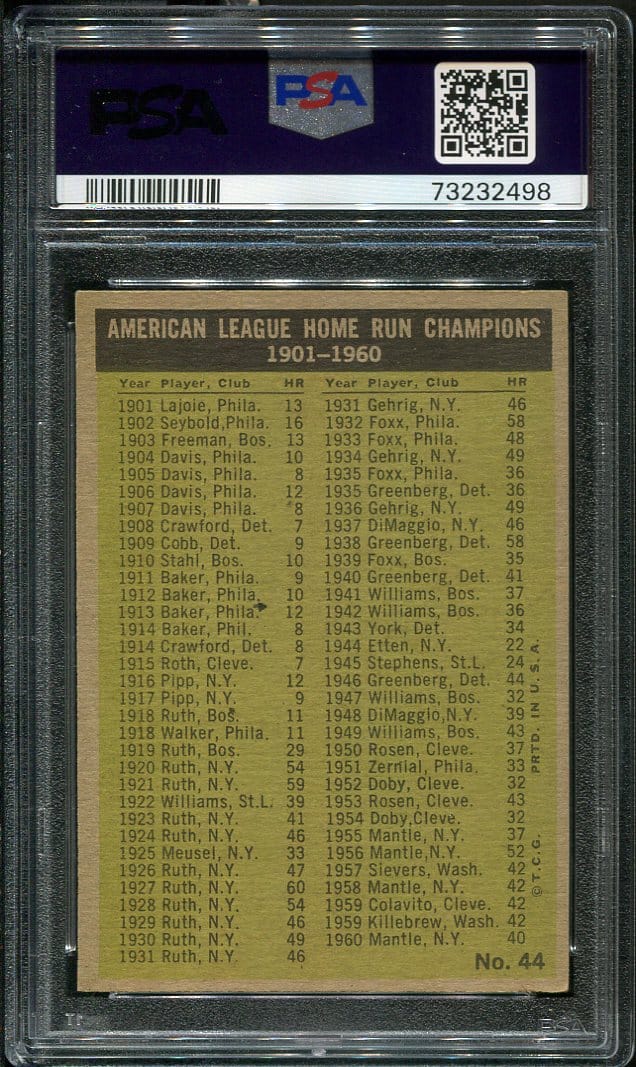 PSA
PSA
73232498
AMERICAN LEAGUE HOME RUN CHAMPIONS
1901-1960
Year Player, Club HR
1901 Lajoie, Phila. 13
1902 Seybold,Phila. 16
1903 Freeman, Bos. 13
1904 Davis, Phila. 10
1905 Davis, Phila. 8
1906 Davis, Phila. 12
1907 Davis, Phila. 8
1908 Crawford, Det. 7
1909 Cobb, Det. 9
1910 Stahl, Bos. 10
1911 Baker, Phila. 9
1912 Baker, Phila. 10
1913 Baker, Phila. 12
1914 Baker, Phil. 8
1914 Crawford, Det. 8
1915 Roth, Cleve. 7
1916 Pipp, N.Y. 12
1917 Pipp, N.Y. 9
1918 Ruth, Bos. 11
1918 Walker, Phila. 11
1919 Ruth, Bos. 29
1920 Ruth, N.Y. 54
1921 Ruth, N.Y. 59
1922 Williams, St.L. 39
1923 Ruth, N.Y. 41
1924 Ruth, N.Y. 46
1925 Meusel, N.Y. 33
1926 Ruth, N.Y. 47
1927 Ruth, N.Y. 60
1928 Ruth, N.Y. 54
1929 Ruth, N.Y. 46
1930 Ruth, N.Y. 49
1931 Ruth, N.Y. 46
Year Player, Club HR
1931 Gehrig, N.Y. 46
1932 Foxx, Phila. 58
1933 Foxx, Phila. 48
1934 Gehrig, N.Y. 49
1935 Foxx, Phila. 36
1935 Greenberg, Det. 36
1936 Gehrig, N.Y. 49
1937 DiMaggio, N.Y. 46
1938 Greenberg, Det. 58
1939 Foxx, Bos. 35
1940 Greenberg, Det. 41
1941 Williams, Bos. 37
1942 Williams, Bos. 36
1943 York, Det. 34
1944 Etten, N.Y. 22
1945 Stephens, St.L. 24
1946 Greenberg, Det. 44
1947 Williams, Bos. 32
1948 DiMaggio,N.Y. 39
1949 Williams, Bos. 43
1950 Rosen, Cleve. 37
1951 Zernial, Phila. 33
1952 Doby, Cleve. 32
1953 Rosen, Cleve. 43
1954 Doby,Cleve. 32
1955 Mantle, N.Y. 37
1956 Mantle,N.Y. 52
1957 Sievers, Wash. 42
1958 Mantle, N.Y. 42
1959 Colavito, Cleve. 42
1959 Killebrew, Wash. 42
1960 Mantle, N.Y. 40
©T.C.G. PRTD. IN U.S.A.
No. 44
PSA